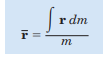 r̅ = ∫ r dm / m